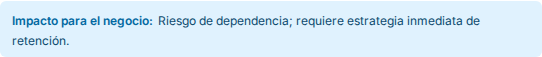 Impacto para el negocio: Riesgo de dependencia; requiere estrategia inmediata de
retención.